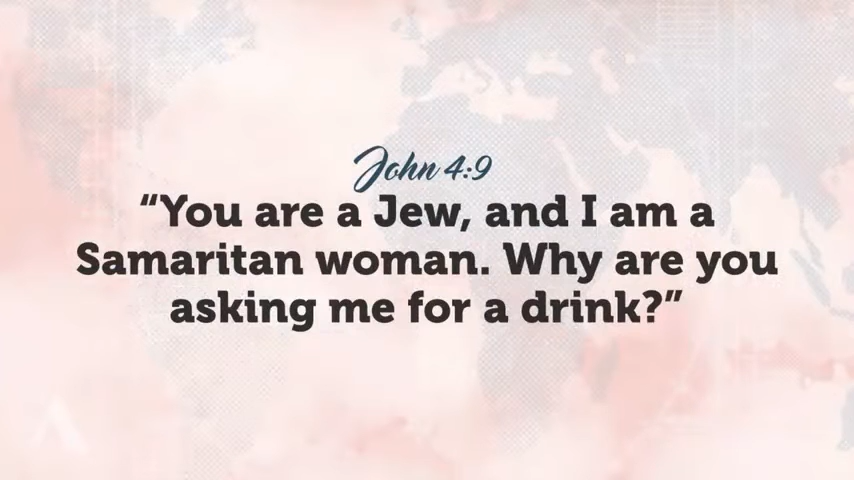 John 4:9
“You are a Jew, and I am a
Samaritan woman. Why are you
asking me for a drink?”